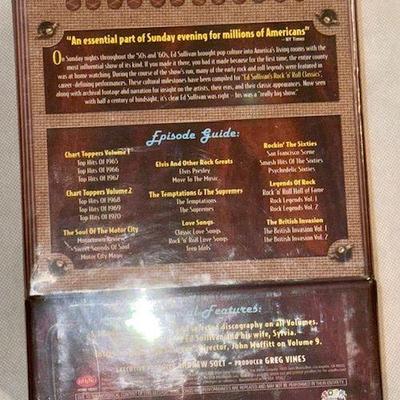 "An essential part of Sunday evening for millions of Americans"
—NY Times
On Sunday nights throughout the '50s and '60s, Ed Sullivan brought pop culture into America's living rooms with the
most influential show of its kind. If you made it there, you had it made because for the first time, the entire country
was at home watching. During the course of the show's run, many of the early rock and roll legends were featured in
career-defining performances. These cultural milestones have been compiled for "Ed Sullivan's Rock 'n' Roll Classics",
along with archival footage and narration for insight on the artists, their eras, and their classic appearances. Now seen
with half a century of hindsight, it's clear Ed Sullivan was right - his was a "really big show"
Episode Guide:
Chart Toppers Volume 1
Top Hits Of 1965
Top Hits Of 1966
Top Hits Of 1967
Chart Toppers Volume 2
Top Hits Of 1968
Top Hits Of 1969
Top Hits Of 1970
The Soul Of The Motor City
Motortown Review
Sweet Sounds Of Soul
Motor City Magic
Elvis And Other Rock Greats
Elvis Presley
Move To The Music
The Temptations & The Supremes
The Temptations
The Supremes
Love Songs
Classic Love Songs
Rock 'n' Roll Love Songs
Teen Idols
Rockin' The Sixties
San Francisco Scene
Smash Hits Of The Sixties
Psychedelic Sixties
Legends Of Rock
Rock 'n' Roll Hall of Fame
Rock Legends Vol. 1
Rock Legends Vol. 2
The British Invasion
The British Invasion Vol. 1
The British Invasion Vol. 2
Features:
selected discography on all Volumes.
Ed Sullivan and his wife, Sylvia.
Director, John Moffitt on Volume 9.
ANDREW SOLT – PRODUCER GREG VINES